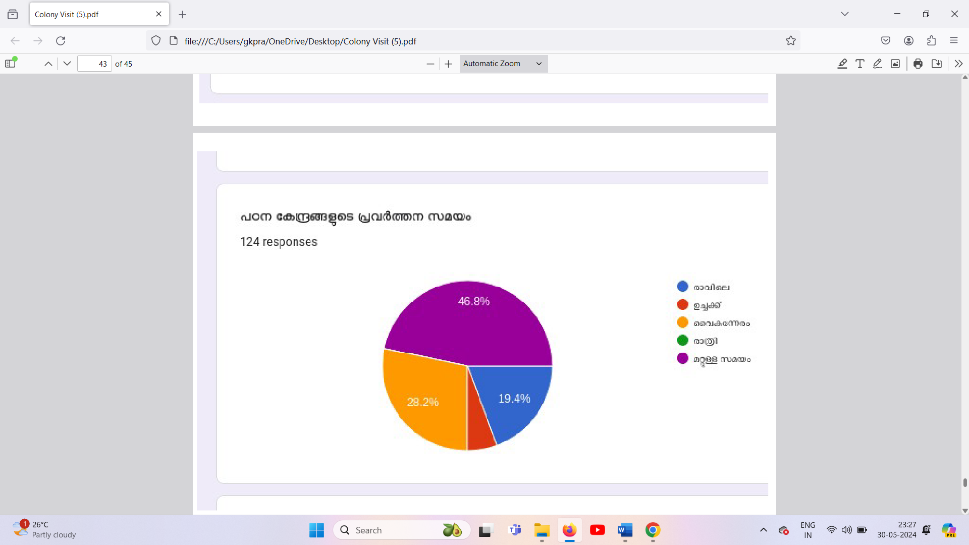 Colony Visit (5).pdf
file:///C:/Users/gkpra/OneDrive/Desktop/Colony Visit (5).pdf
43 of 45
Automatic Zoom
പഠന കേന്ദ്രങ്ങളുടെ പ്രവർത്തന സമയം
124 responses
46.8%
28.2%
19.4%
രാവിലെ
ഉച്ചക്ക്
വൈകുന്നേരം
രാത്രി
മറ്റുള്ള സമയം
1
26°C
Partly cloudy
Search
ENG
IN
23:27
30-05-2024